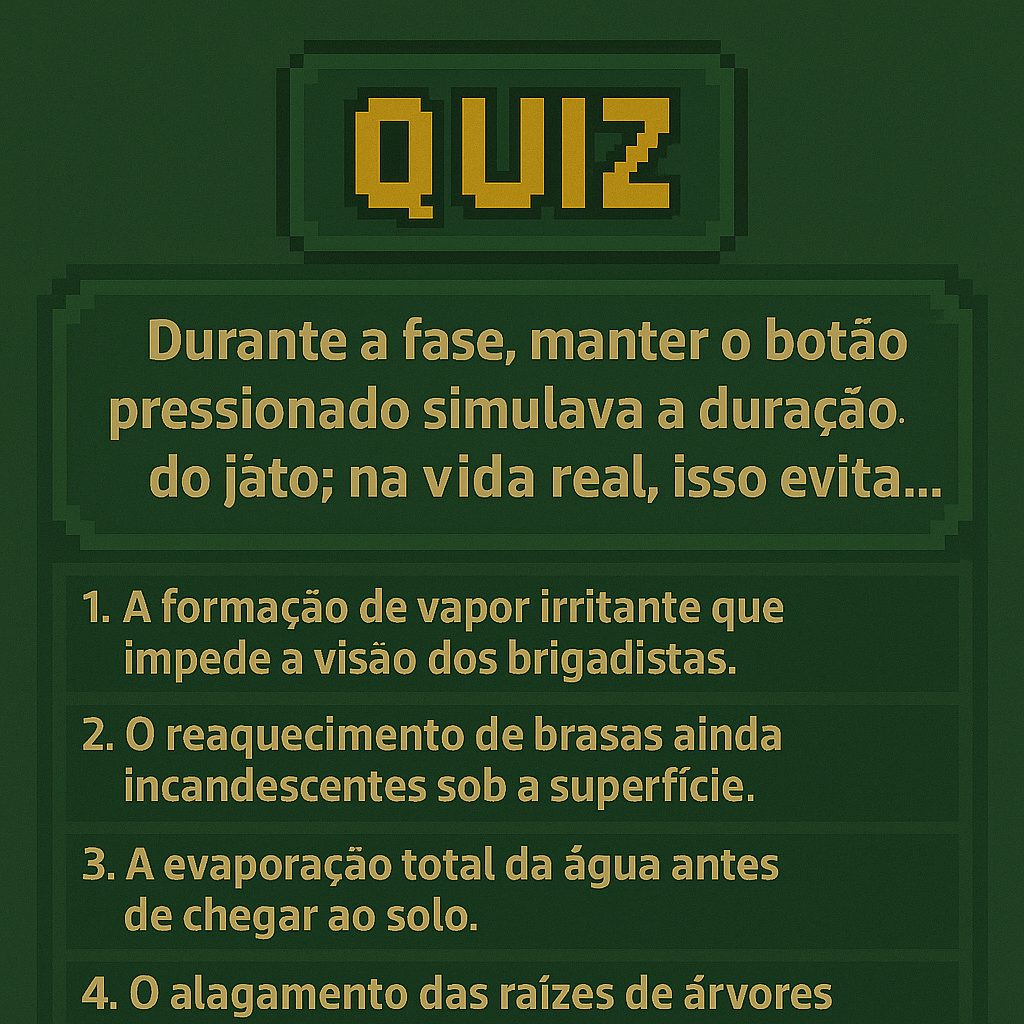 QUIZ
Durante a fase, manter o botão
pressionado simulava a duração.
do játo; na vida real, isso evita...
1. A formação de vapor irritante que
impede a visão dos brigadistas.
2. O reaquecimento de brasas ainda
incandescentes sob a superfície.
3. A evaporação total da água antes
de chegar ao solo.
4. O alagamento das raízes de árvores